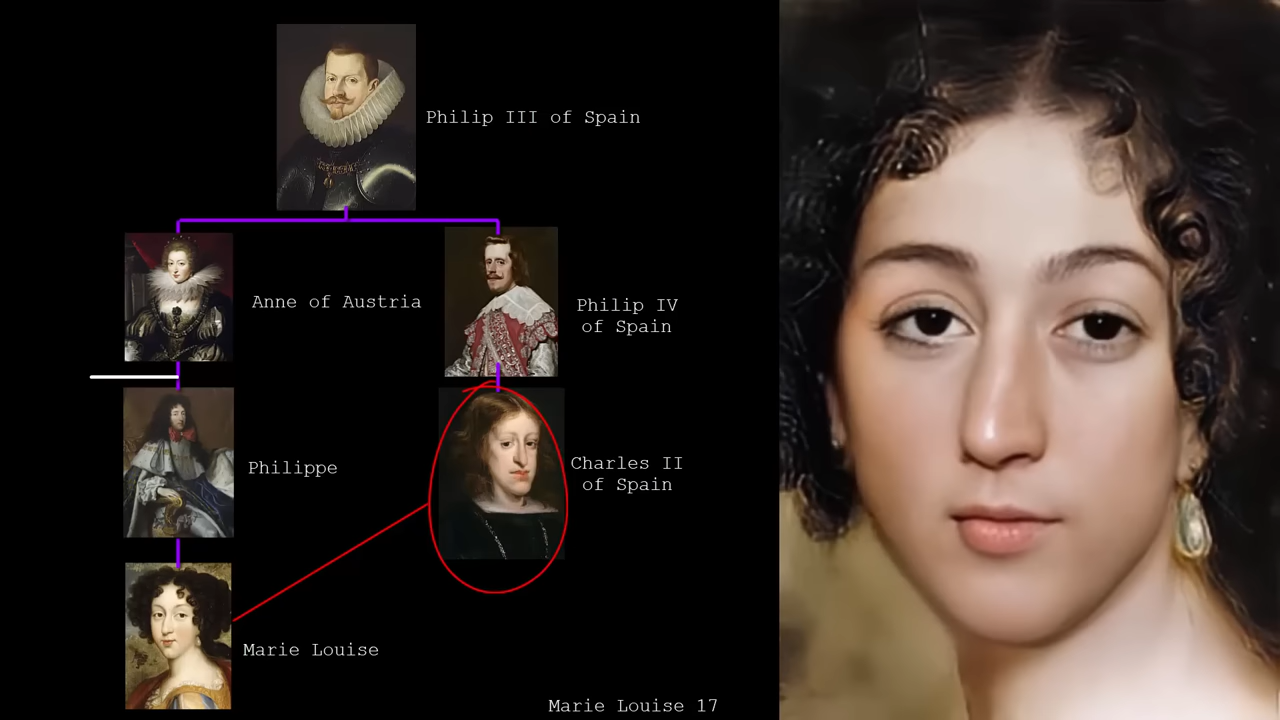 Philip III of Spain
Anne of Austria
Philip IV
of Spain
Philippe
Charles II
of Spain
Marie Louise
Marie Louise 17